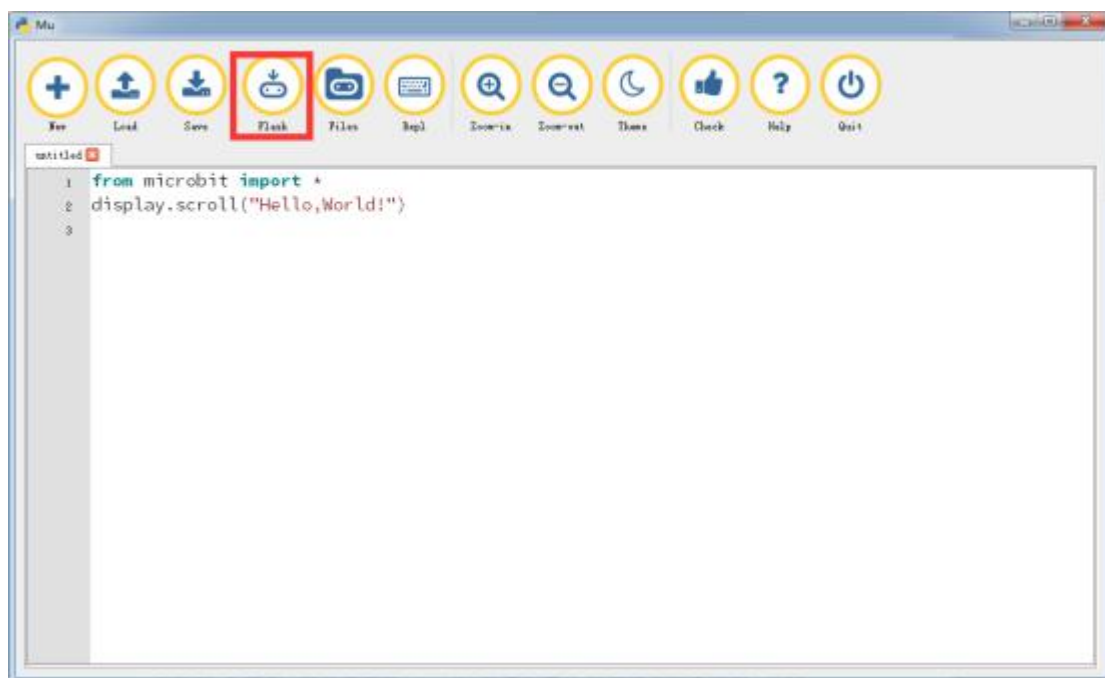 Mu
New Load Save Flash Files Repl Zoom-in Zoom-out Theme Check Help Quit
untitled
1 from microbit import *
2 display.scroll("Hello,World!")
3